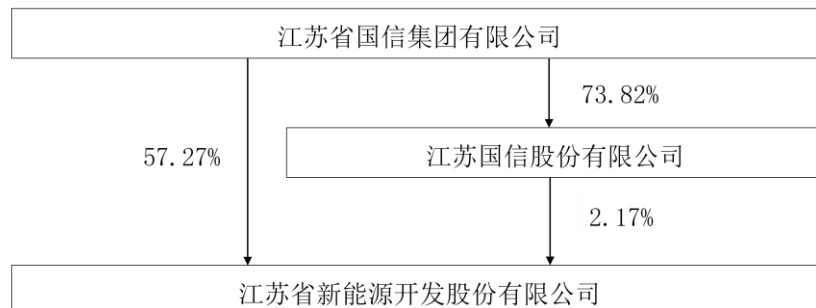 江苏省国信集团有限公司
73.82%
57.27%
江苏国信股份有限公司
2.17%
江苏省新能源开发股份有限公司